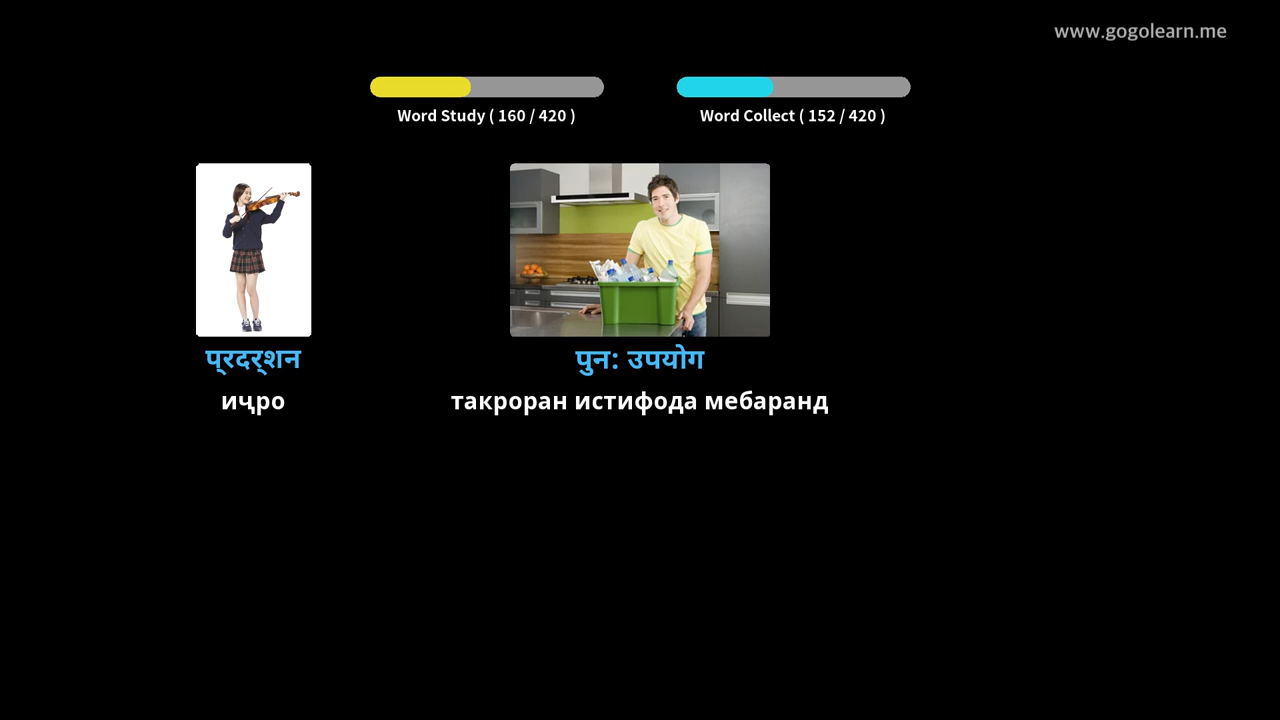 www.gogolearn.me
Word Study ( 160 / 420 )
Word Collect ( 152 / 420 )
प्रदर्शन
पुन: उपयोग
иҷро
такроран истифода мебаранд